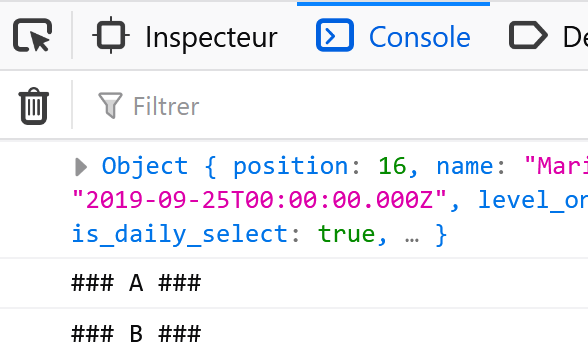 Inspecteur Console
Filtrer
Object { position: 16, name:
"2019-09-25T00:00:00.000Z",
is_daily_select: true, … }
### A ###
### B ###